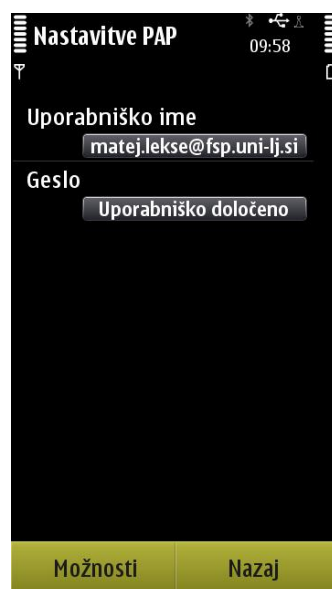 Nastavitve PAP
09:58
Uporabniško ime
matej.lekse@fsp.uni-lj.si
Geslo
Uporabniško določeno
Možnosti
Nazaj